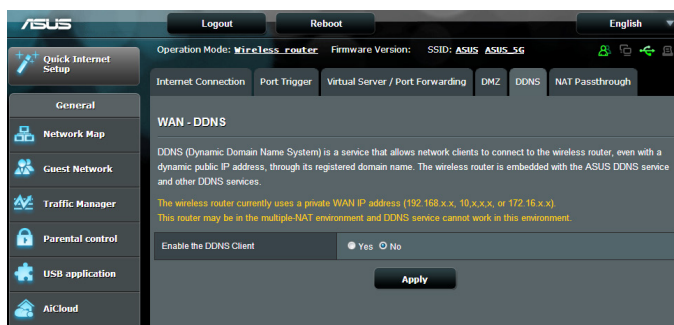 ASUS
Logout
Reboot
English
Operation Mode: Wireless router Firmware Version: SSID: ASUS ASUS_5G
Quick Internet
Setup
Internet Connection Port Trigger Virtual Server / Port Forwarding DMZ DDNS NAT Passthrough
General
Network Map
Guest Network
Traffic Manager
Parental control
USB application
AiCloud
WAN - DDNS
DDNS (Dynamic Domain Name System) is a service that allows network clients to connect to the wireless router, even with a
dynamic public IP address, through its registered domain name. The wireless router is embedded with the ASUS DDNS service
and other DDNS services.
The wireless router currently uses a private WAN IP address (192.168.x.x, 10,x,x,x, or 172.16.x.x).
This router may be in the multiple-NAT environment and DDNS service cannot work in this environment.
Enable the DDNS Client Yes No
Apply